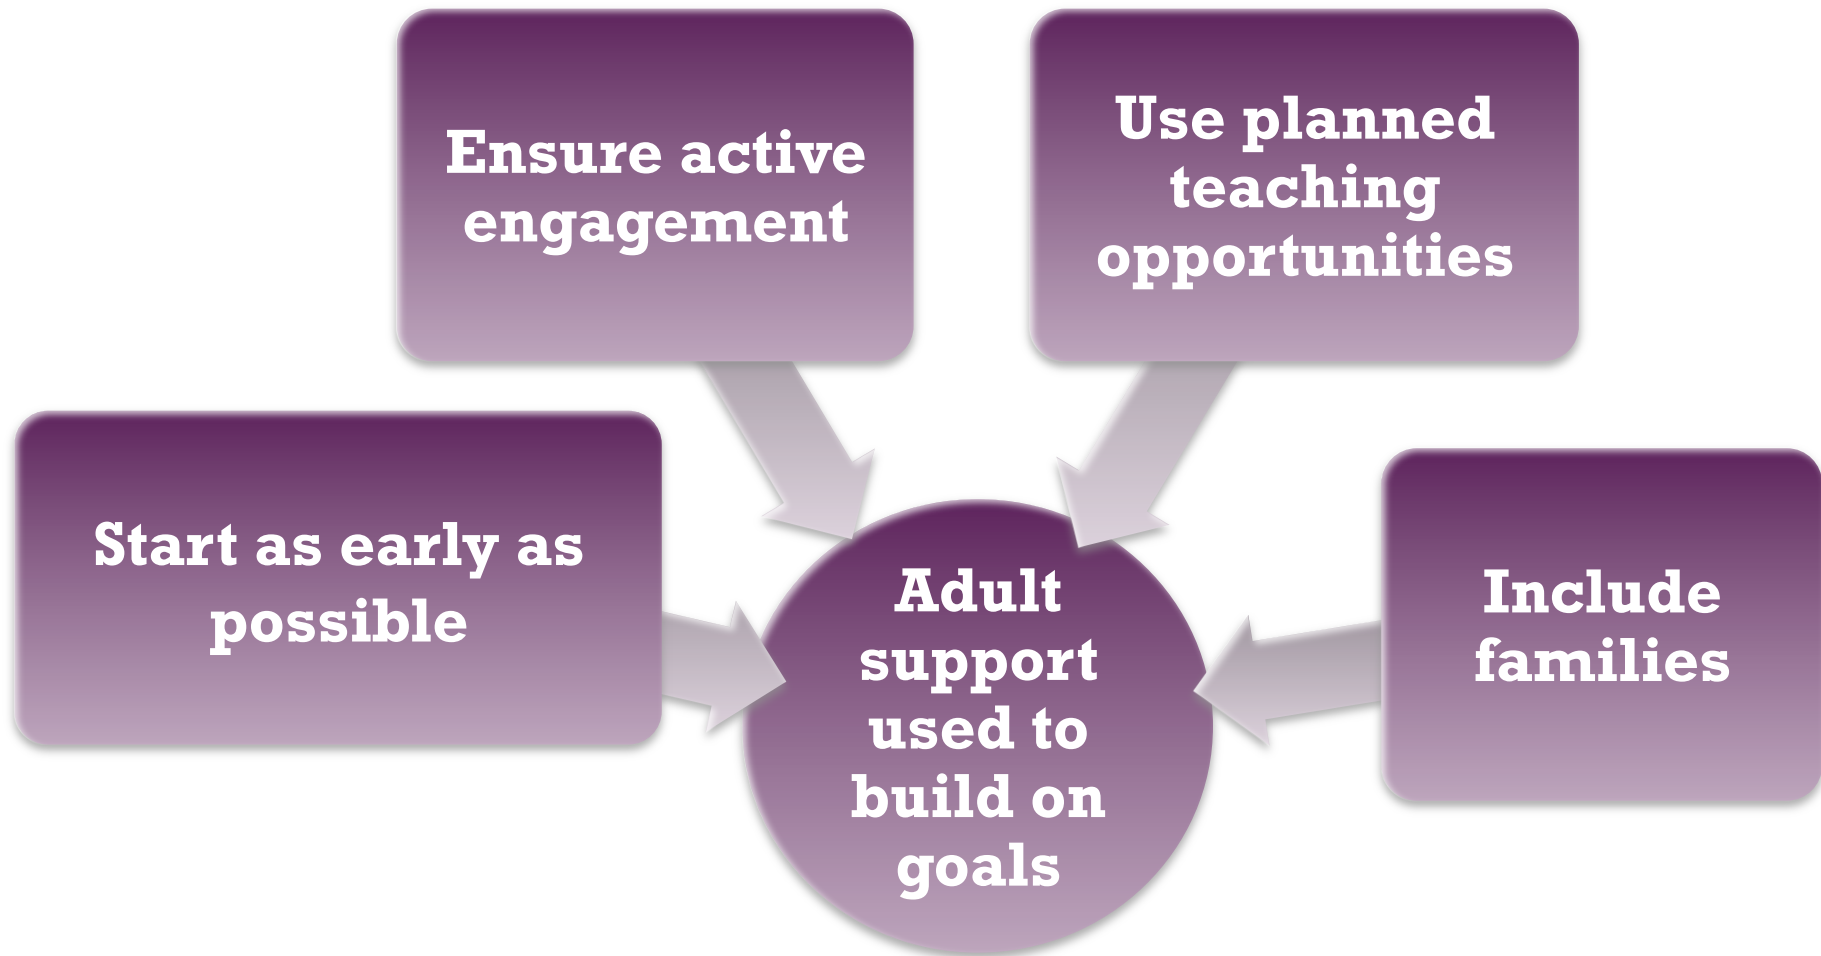 Ensure active
engagement
Use planned
teaching
opportunities
Start as early as
possible
Include
families
Adult
support
used to
build on
goals